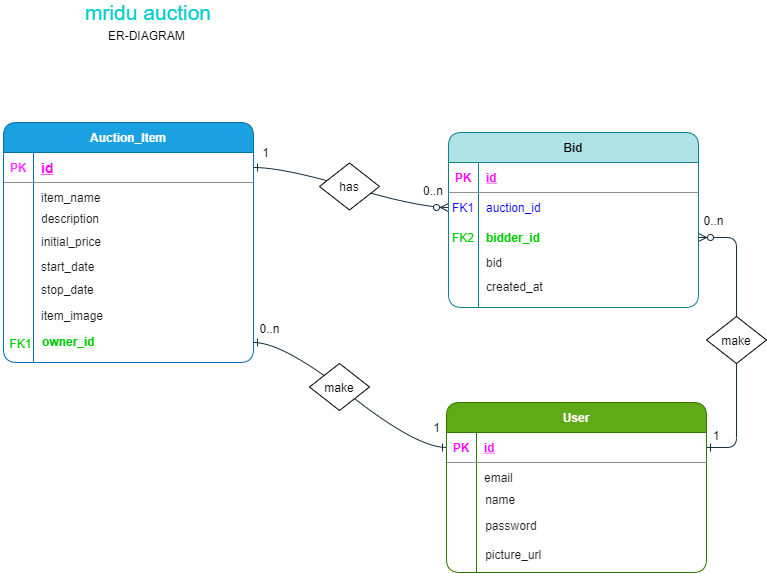 mridu auction
ER-DIAGRAM
Auction_Item
PK id
item_name
description
initial_price
start_date
stop_date
item_image
FK1 owner_id
1
has
0..n
Bid
PK id
FK1 auction_id
FK2 bidder_id
bid
created_at
0..n
make
1
0..n
make
1
User
PK id
email
name
password
picture_url